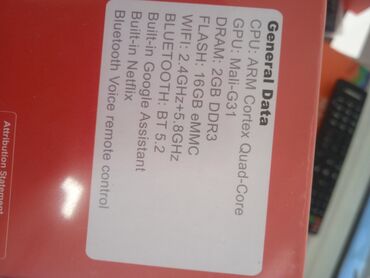 General Data
CPU: ARM Cortex Quad-Core
GPU: Mali-G31
DRAM: 2GB DDR3
FLASH: 16GB eMMC
WIFI: 2.4GHz+5.8GHz
BLUETOOTH: BT 5.2
Built-in Google Assistant
Built-in Netflix
Bluetooth Voice remote control
Attribution Statement